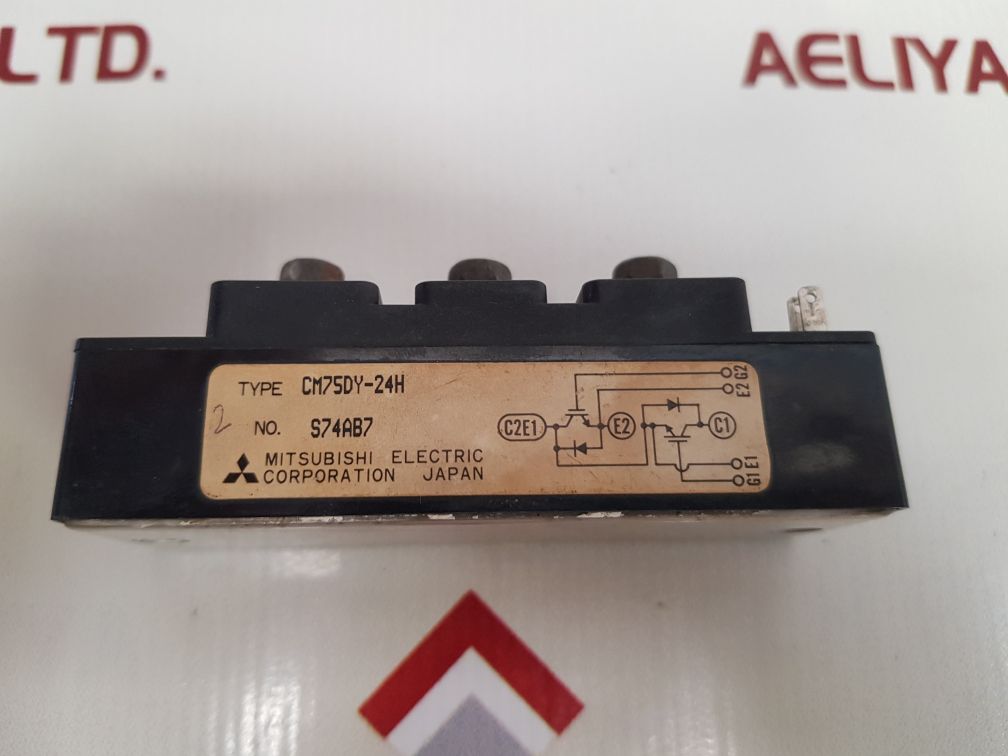 LTD.
AELIYA
TYPE CM75DY-24H
2
NO. S74AB7
MITSUBISHI ELECTRIC
CORPORATION JAPAN
C2E1
E2
C1
G2
E2
E1
G1